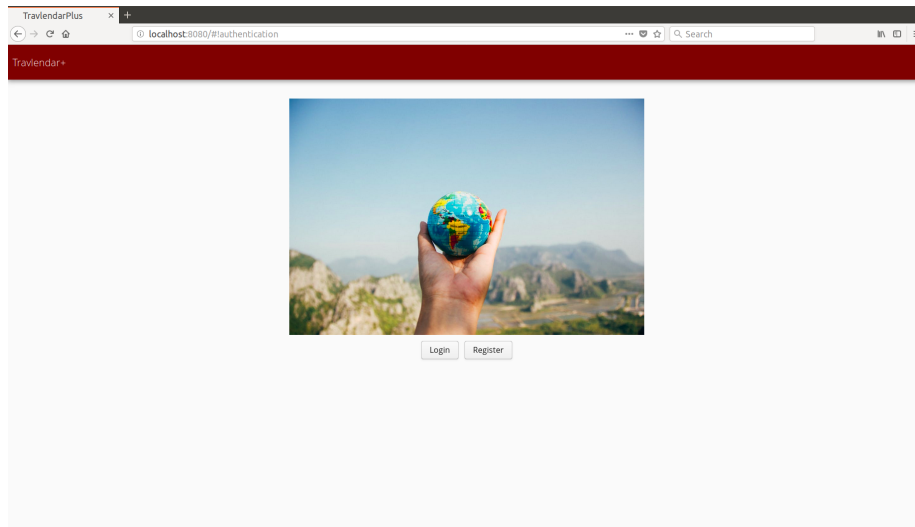 TravlendarPlus × +
localhost:8080/#!authentication
Search
Travlendar+
Login Register